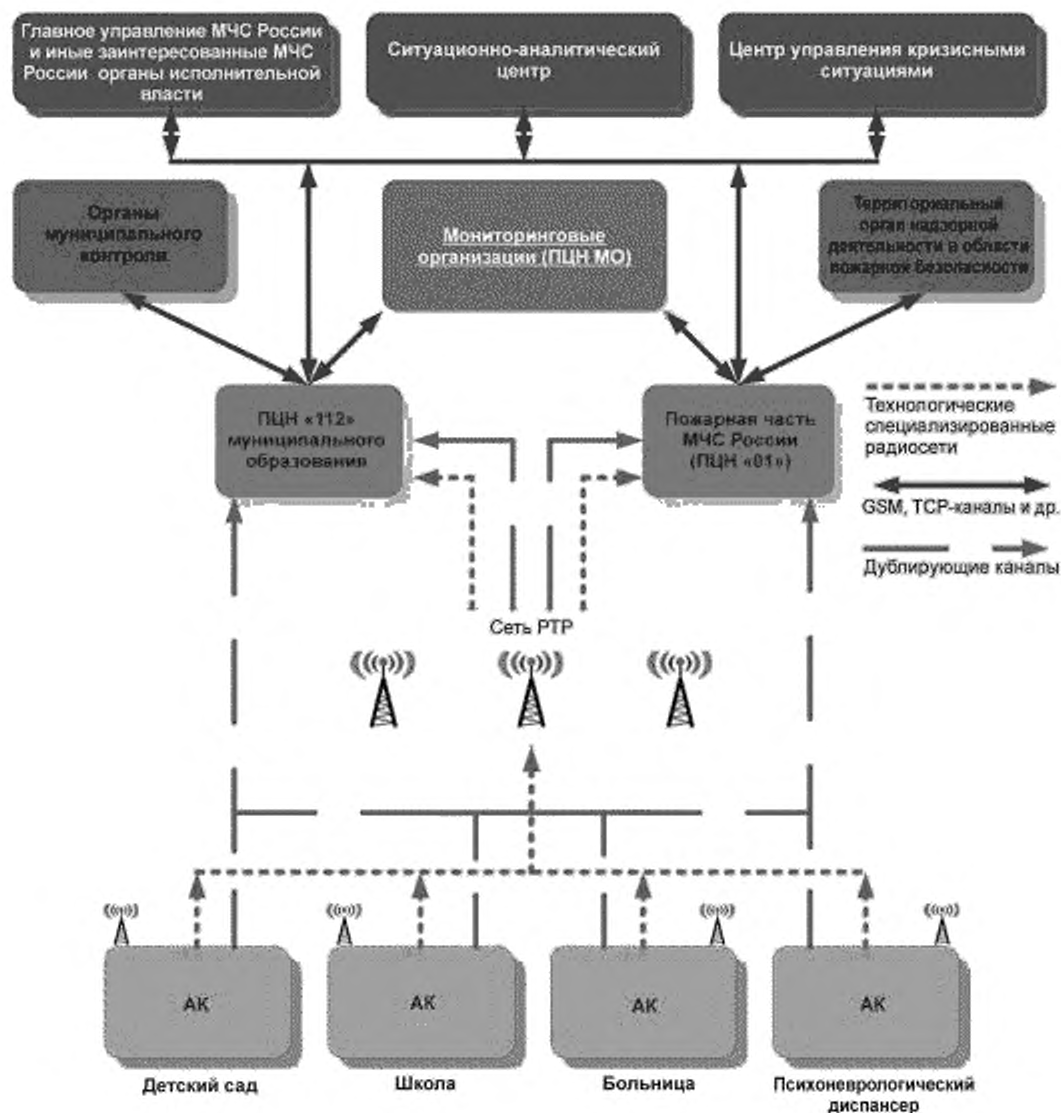 Главное управление МЧС России
и иные заинтересованные МЧС
России органы исполнительной
власти
Ситуационно-аналитический
центр
Центр управления кризисными
ситуациями
Органы
муниципального
контроля
Мониторинговые
организации (ПЦН МО)
Территориальный
орган надзорной
деятельности в области
пожарной безопасности
ПЦН «112»
муниципального
образования
Пожарная часть
МЧС России
(ПЦН «01»)
Технологические
специализированные
радиосети
GSM, TCP-каналы и др.
Дублирующие каналы
Сеть РТР
АК
АК
АК
АК
Детский сад
Школа
Больница
Психоневрологический
диспансер